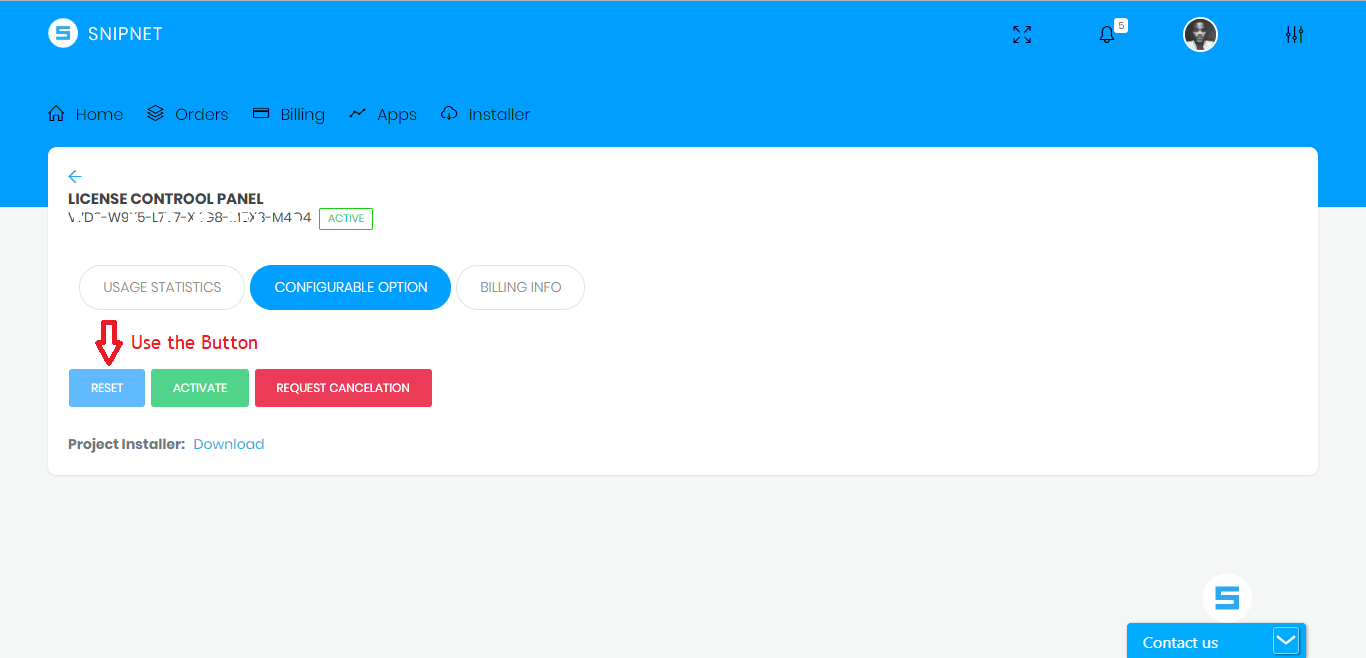 SNIPNET
5
Home Orders Billing Apps Installer
LICENSE CONTROOL PANEL
ACTIVE
USAGE STATISTICS CONFIGURABLE OPTION BILLING INFO
Use the Button
RESET ACTIVATE REQUEST CANCELATION
Project Installer: Download
Contact us